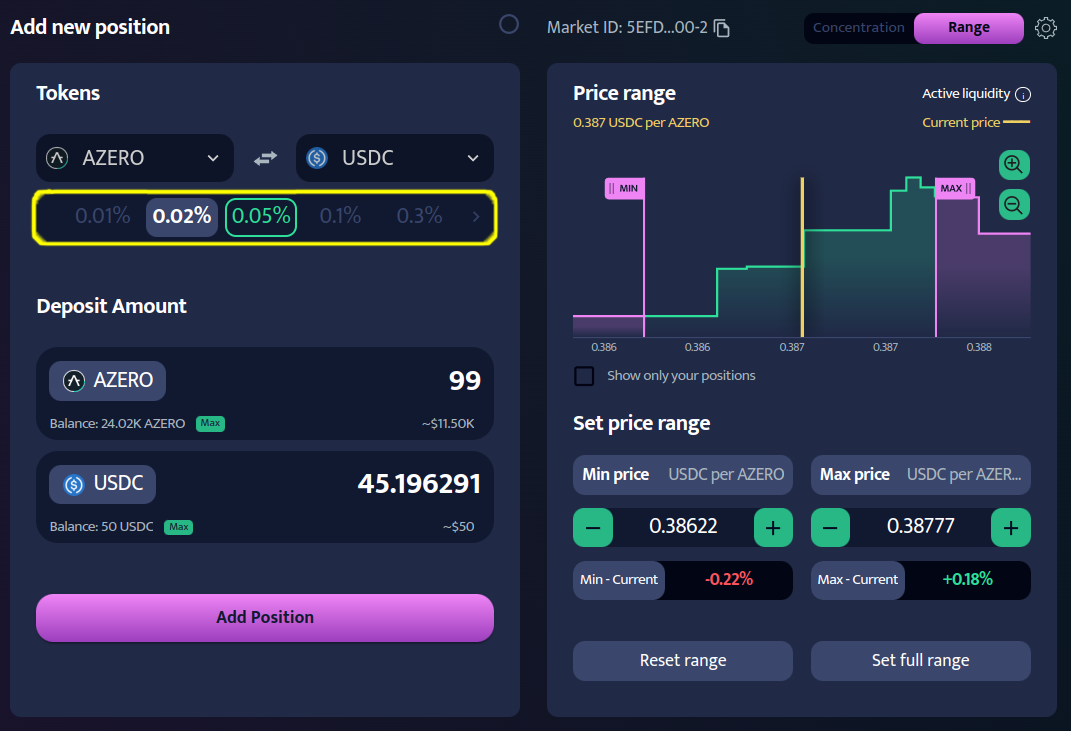 Add new position
Tokens
AZERO
USDC
0.01% 0.02% 0.05% 0.1% 0.3%
Deposit Amount
AZERO 99
Balance: 24.02K AZERO Max ~$11.50K
USDC 45.196291
Balance: 50 USDC Max ~$50
Add Position
Market ID: 5EFD...00-2
Concentration Range
Price range Active liquidity
0.387 USDC per AZERO Current price
MIN MAX
0.386 0.386 0.387 0.387 0.388
Show only your positions
Set price range
Min price USDC per AZERO
Max price USDC per AZER...
− 0.38622 +
− 0.38777 +
Min - Current -0.22%
Max - Current +0.18%
Reset range Set full range